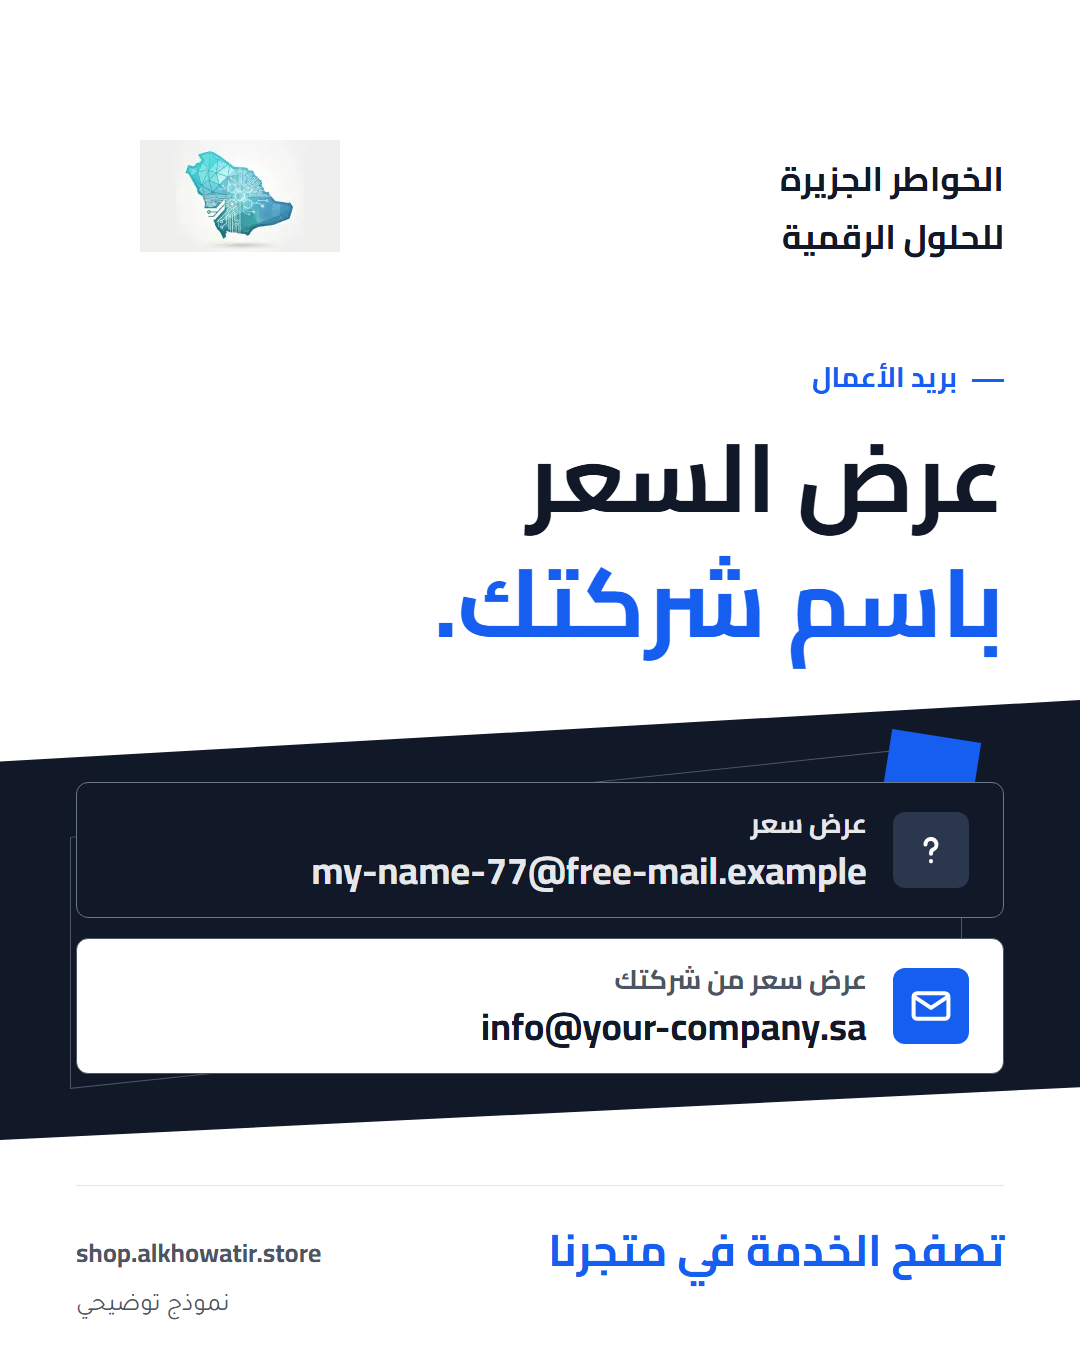 الخواطر الجزيرة
للحلول الرقمية
بريد الأعمال
عرض السعر
باسم شركتك.
عرض سعر
my-name-77@free-mail.example
?
عرض سعر من شركتك
info@your-company.sa
تصفح الخدمة في متجرنا
shop.alkhowatir.store
نموذج توضيحي